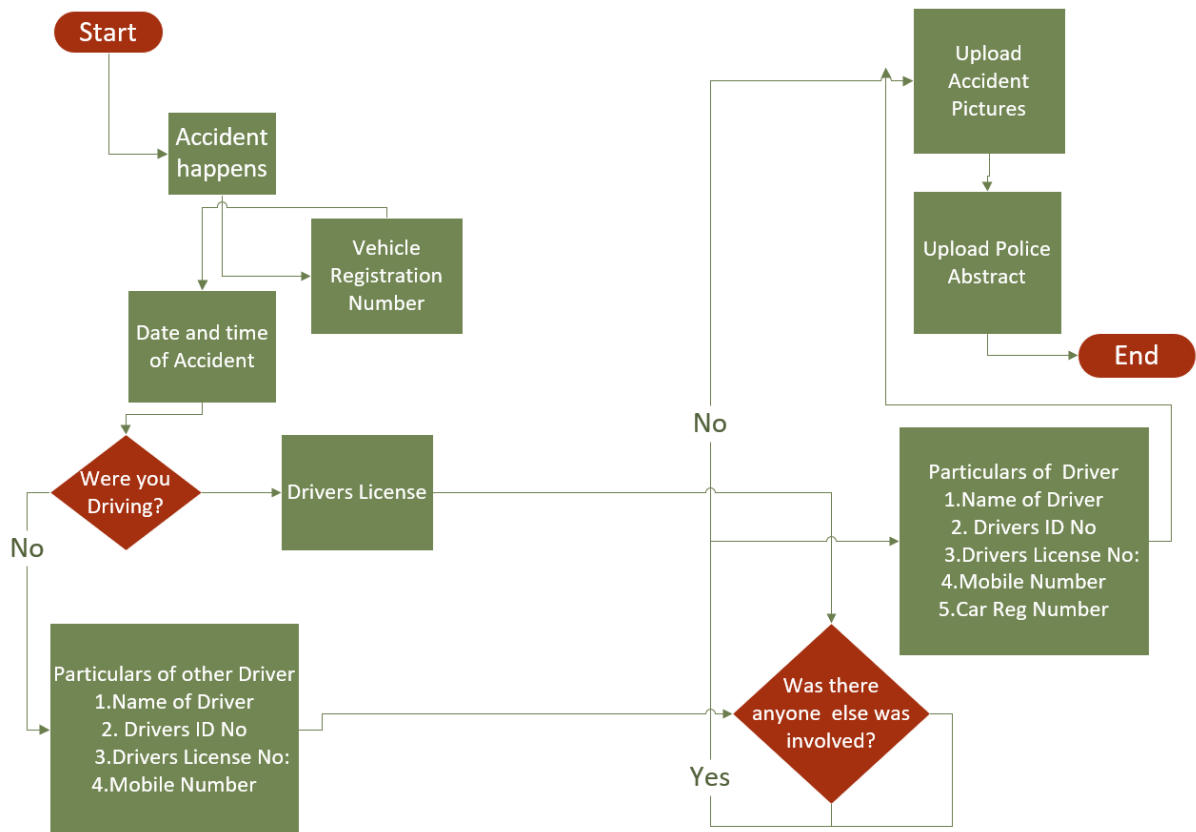 Start
Accident
happens
Vehicle
Registration
Number
Date and time
of Accident
Were you
Driving?
No
Drivers License
Particulars of other Driver
1.Name of Driver
2. Drivers ID No
3.Drivers License No:
4.Mobile Number
Was there
anyone else was
involved?
Yes
No
Particulars of Driver
1.Name of Driver
2. Drivers ID No
3.Drivers License No:
4.Mobile Number
5.Car Reg Number
Upload
Accident
Pictures
Upload Police
Abstract
End